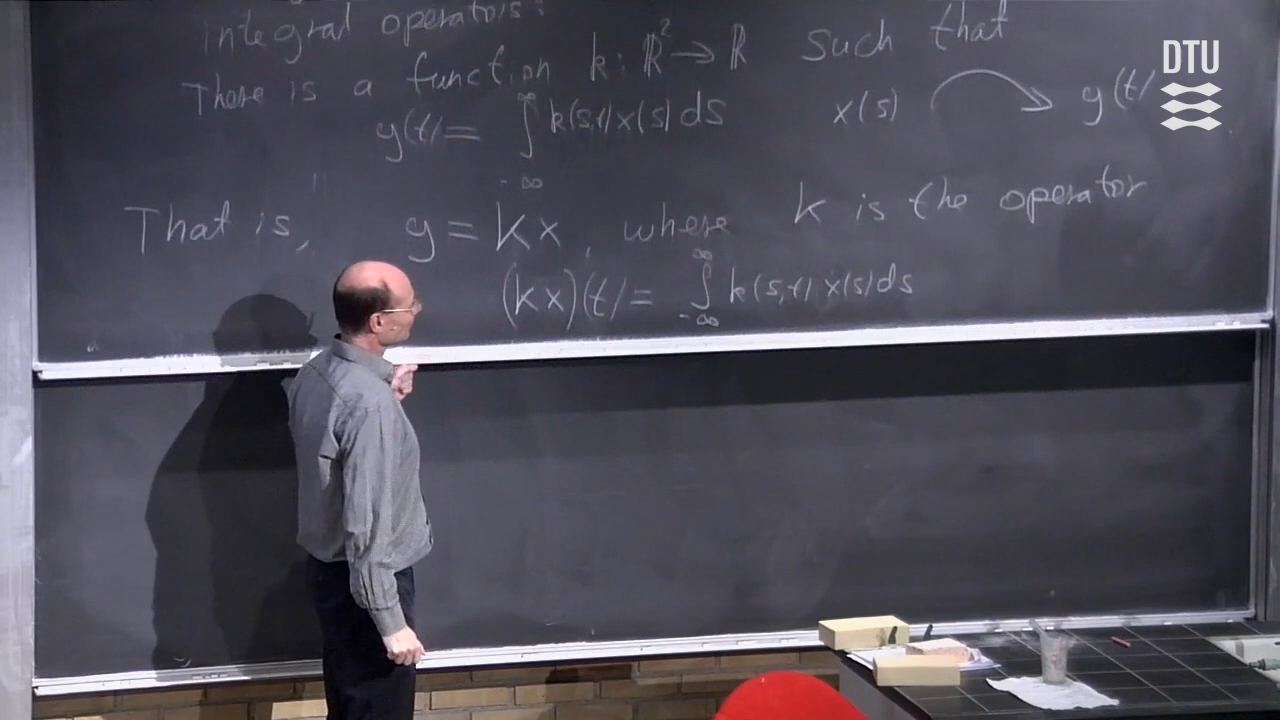 integral operators:
There is a function k: ℝ² → ℝ such that
y(t) = ∫_{-∞}^{∞} k(s,t) x(s) ds x(s) ⟶ y(t)
That is, y = Kx, where K is the operator
(Kx)(t) = ∫_{-∞}^{∞} k(s,t) x(s) ds
DTU